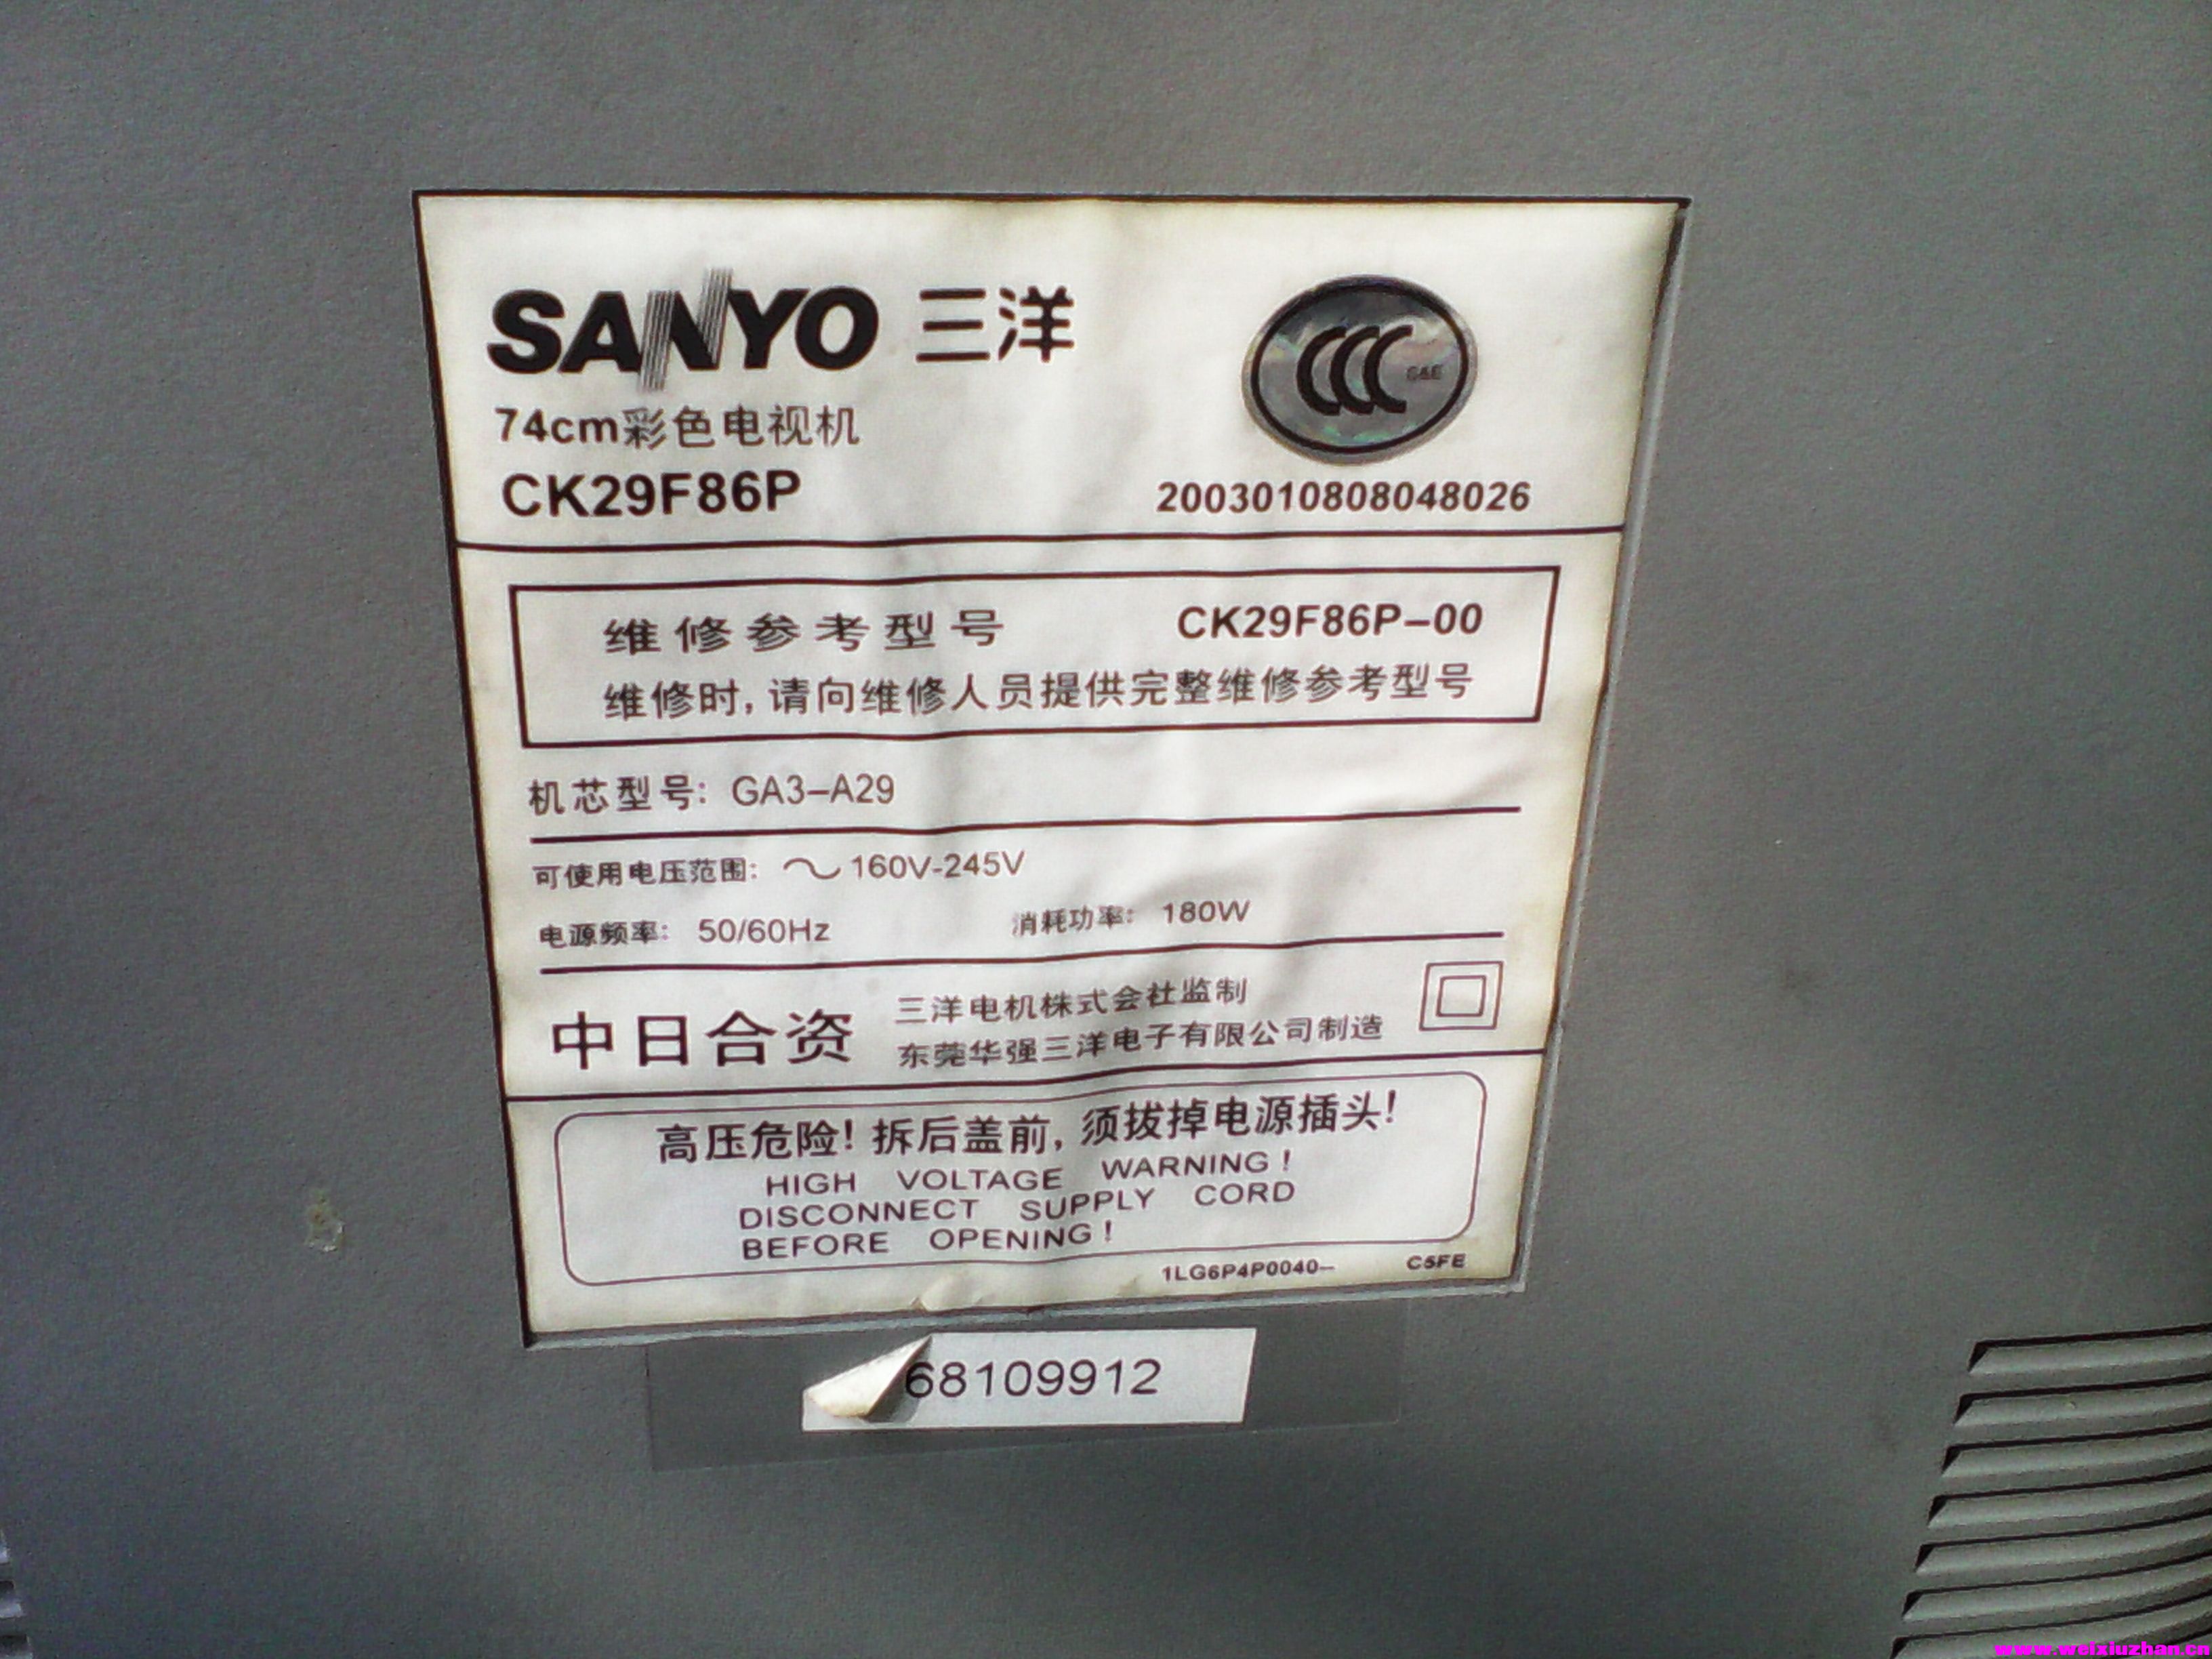 SANYO 三洋
CCC S&E
74cm彩色电视机
CK29F86P
2003010808048026
维修参考型号 CK29F86P-00
维修时,请向维修人员提供完整维修参考型号
机芯型号: GA3-A29
可使用电压范围: ～160V-245V
电源频率: 50/60Hz 消耗功率: 180W
中日合资
三洋电机株式会社监制
东莞华强三洋电子有限公司制造
高压危险!拆后盖前,须拔掉电源插头!
HIGH VOLTAGE WARNING!
DISCONNECT SUPPLY CORD
BEFORE OPENING!
1LG6P4P0040- C5FE
68109912
www.weixiuzhan.cn